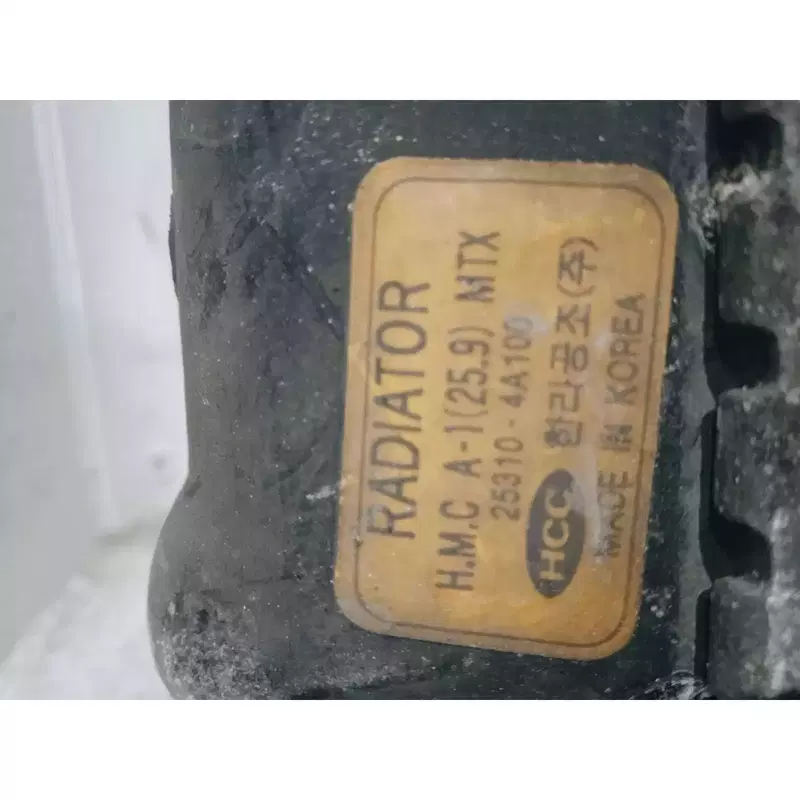 RADIATOR
H.M.C A-1(25.9) MTX
25310-4A100
HCC 한라공조(주)
MADE IN KOREA